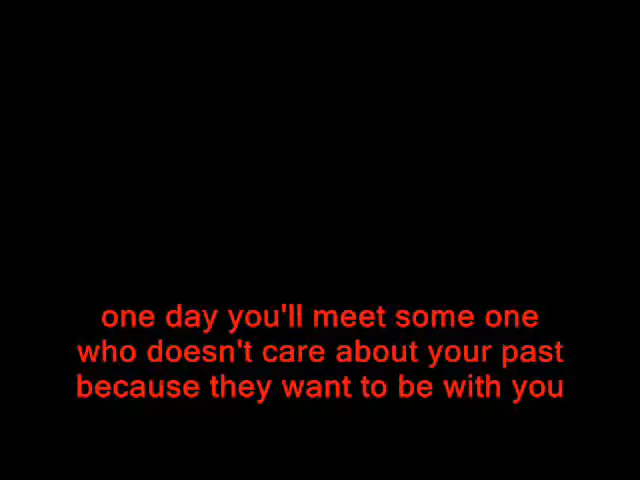 one day you'll meet some one
who doesn't care about your past
because they want to be with you